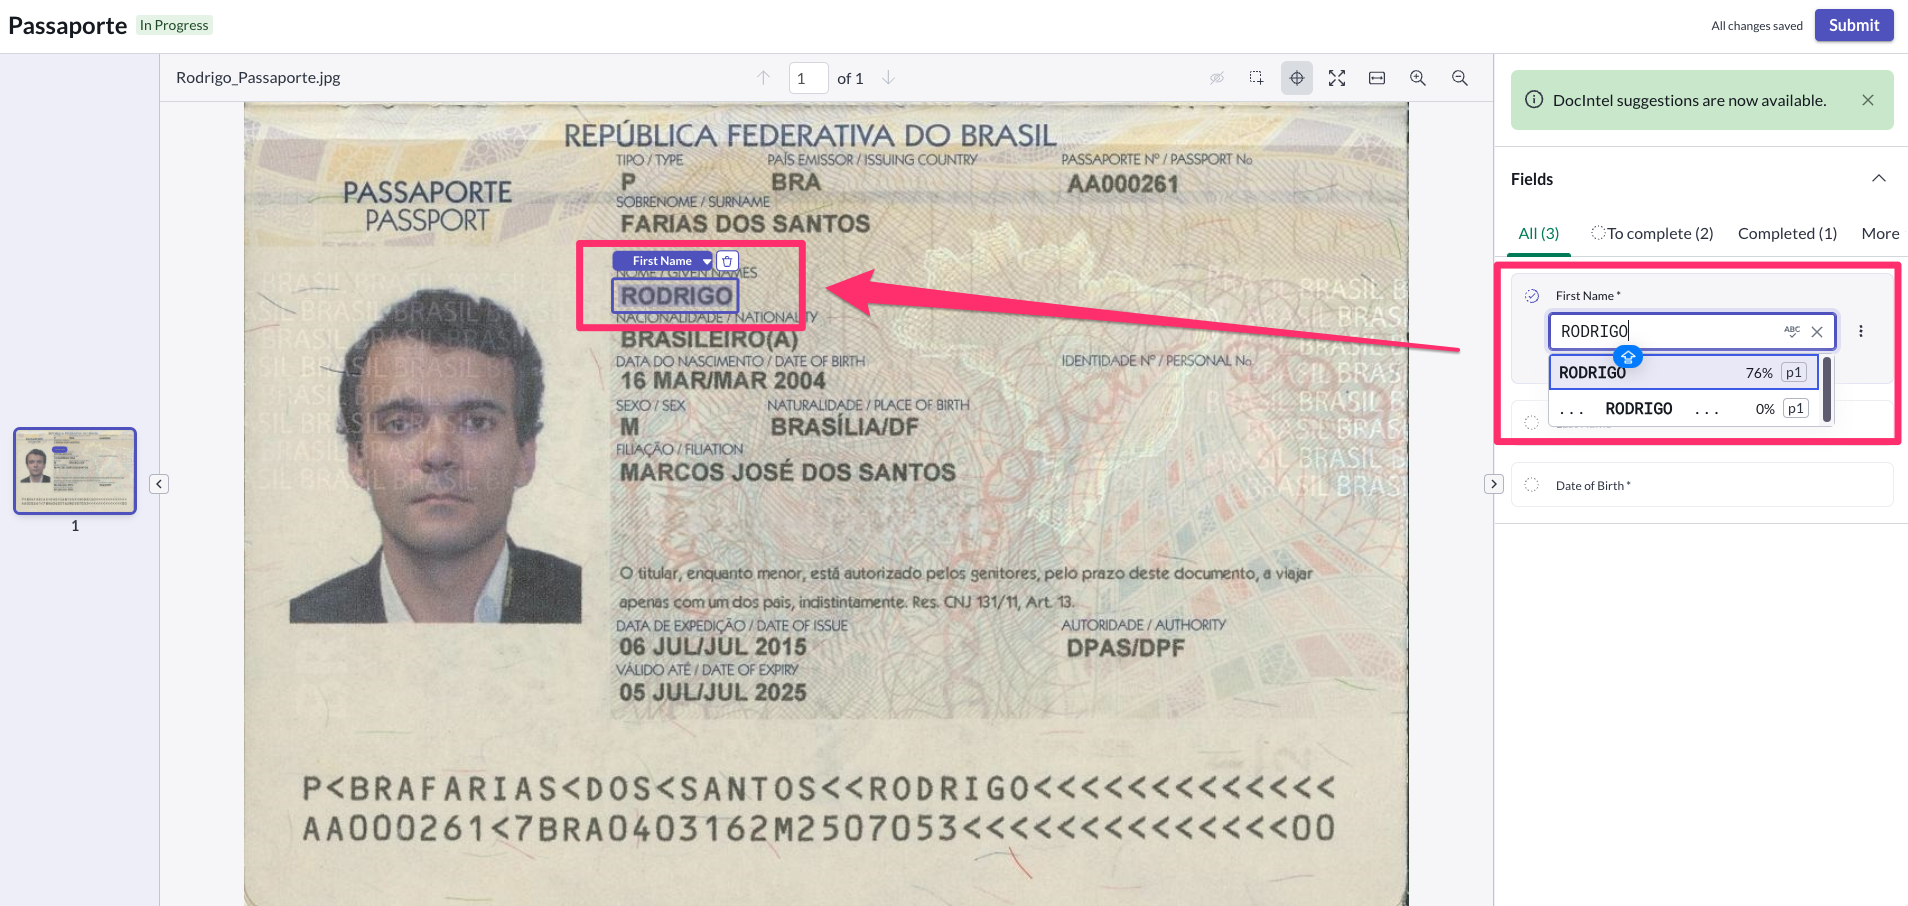 Passaporte In Progress
All changes saved Submit
Rodrigo_Passaporte.jpg
1 of 1
DocIntel suggestions are now available.
Fields
All (3) To complete (2) Completed (1) More
First Name *
RODRIGO ABC
RODRIGO 76% p1
... RODRIGO ... 0% p1
Date of Birth *
1
REPÚBLICA FEDERATIVA DO BRASIL
PASSAPORTE
PASSPORT
TIPO / TYPE PAÍS EMISSOR / ISSUING COUNTRY PASSAPORTE Nº / PASSPORT No
P BRA AA000261
SOBRENOME / SURNAME
FARIAS DOS SANTOS
First Name
NOME / GIVEN NAMES
RODRIGO
NACIONALIDADE / NATIONALITY
BRASILEIRO(A)
DATA DO NASCIMENTO / DATE OF BIRTH IDENTIDADE Nº / PERSONAL No.
16 MAR/MAR 2004
SEXO / SEX NATURALIDADE / PLACE OF BIRTH
M BRASÍLIA/DF
FILIAÇÃO / FILIATION
MARCOS JOSÉ DOS SANTOS
O titular, enquanto menor, está autorizado pelos genitores, pelo prazo deste documento, a viajar
apenas com um dos pais, indistintamente. Res. CNJ 131/11, Art. 13.
DATA DE EXPEDIÇÃO / DATE OF ISSUE AUTORIDADE / AUTHORITY
06 JUL/JUL 2015 DPAS/DPF
VÁLIDO ATÉ / DATE OF EXPIRY
05 JUL/JUL 2025
P<BRAFARIAS<DOS<SANTOS<<RODRIGO<<<<<<<<<<<<<
AA000261<7BRA0403162M2507053<<<<<<<<<<<<<<00